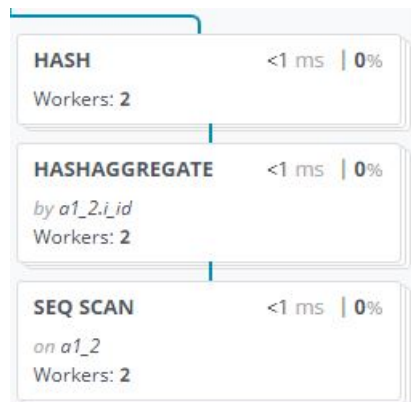 HASH <1 ms | 0%
Workers: 2
HASHAGGREGATE <1 ms | 0%
by a1_2.i_id
Workers: 2
SEQ SCAN <1 ms | 0%
on a1_2
Workers: 2